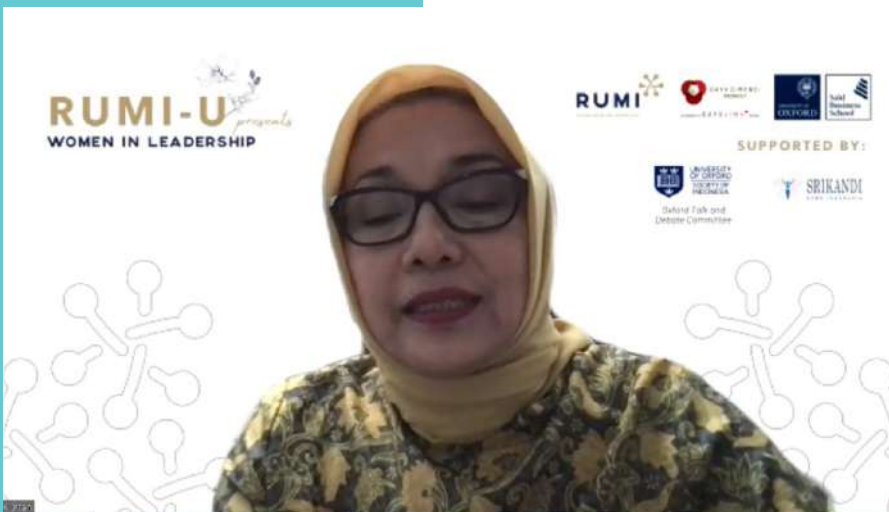 RUMI-U
presents
WOMEN IN LEADERSHIP
RUMI
UNIVERSITY OF
OXFORD
Saïd
Business
School
SUPPORTED BY:
UNIVERSITY
OF OXFORD
SOCIETY OF
INDONESIA
Oxford Talk and
Debate Committee
SRIKANDI